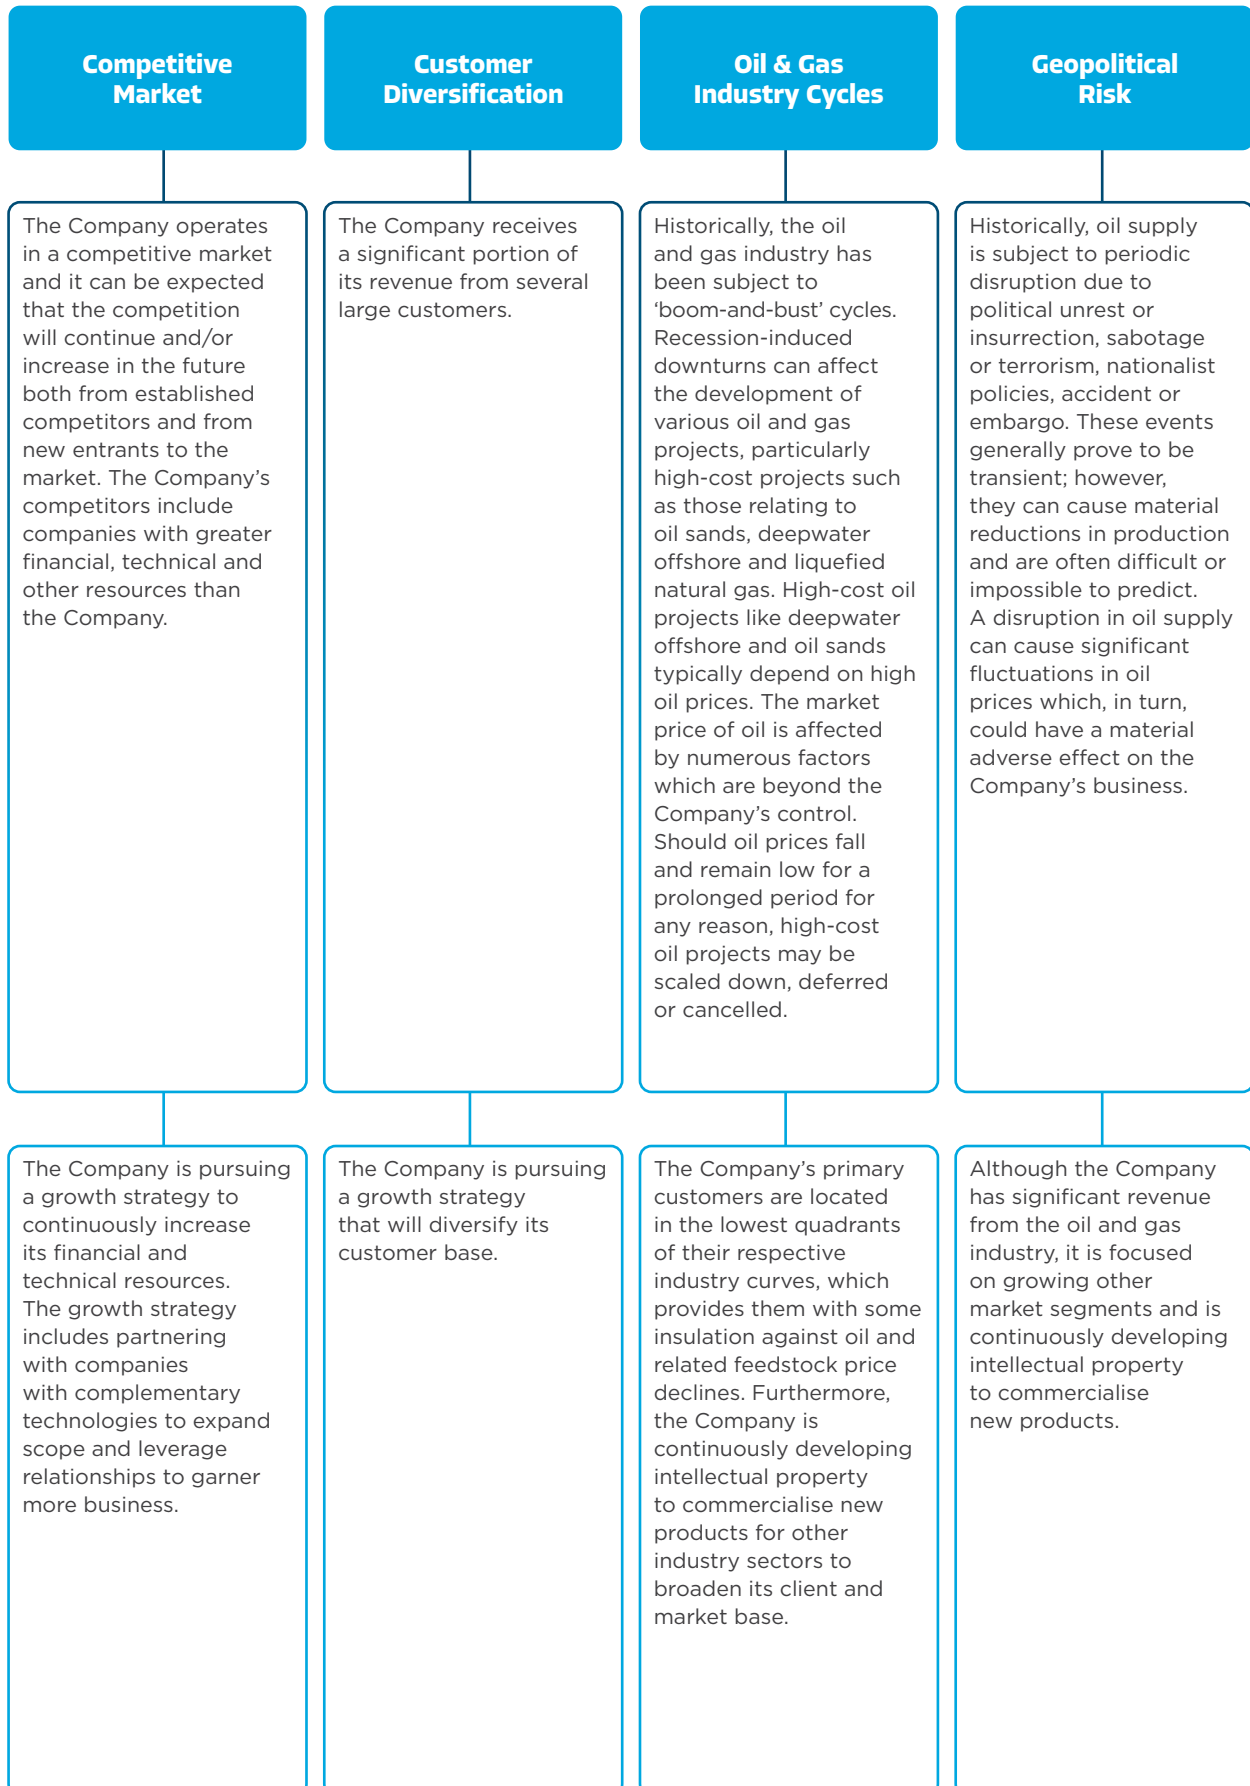 Competitive
Market
Customer
Diversification
Oil & Gas
Industry Cycles
Geopolitical
Risk
The Company operates
in a competitive market
and it can be expected
that the competition
will continue and/or
increase in the future
both from established
competitors and from
new entrants to the
market. The Company’s
competitors include
companies with greater
financial, technical and
other resources than
the Company.
The Company receives
a significant portion of
its revenue from several
large customers.
Historically, the oil
and gas industry has
been subject to
‘boom-and-bust’ cycles.
Recession-induced
downturns can affect
the development of
various oil and gas
projects, particularly
high-cost projects such
as those relating to
oil sands, deepwater
offshore and liquefied
natural gas. High-cost oil
projects like deepwater
offshore and oil sands
typically depend on high
oil prices. The market
price of oil is affected
by numerous factors
which are beyond the
Company’s control.
Should oil prices fall
and remain low for a
prolonged period for
any reason, high-cost
oil projects may be
scaled down, deferred
or cancelled.
Historically, oil supply
is subject to periodic
disruption due to
political unrest or
insurrection, sabotage
or terrorism, nationalist
policies, accident or
embargo. These events
generally prove to be
transient; however,
they can cause material
reductions in production
and are often difficult or
impossible to predict.
A disruption in oil supply
can cause significant
fluctuations in oil
prices which, in turn,
could have a material
adverse effect on the
Company’s business.
The Company is pursuing
a growth strategy to
continuously increase
its financial and
technical resources.
The growth strategy
includes partnering
with companies
with complementary
technologies to expand
scope and leverage
relationships to garner
more business.
The Company is pursuing
a growth strategy
that will diversify its
customer base.
The Company’s primary
customers are located
in the lowest quadrants
of their respective
industry curves, which
provides them with some
insulation against oil and
related feedstock price
declines. Furthermore,
the Company is
continuously developing
intellectual property
to commercialise new
products for other
industry sectors to
broaden its client and
market base.
Although the Company
has significant revenue
from the oil and gas
industry, it is focused
on growing other
market segments and is
continuously developing
intellectual property
to commercialise
new products.